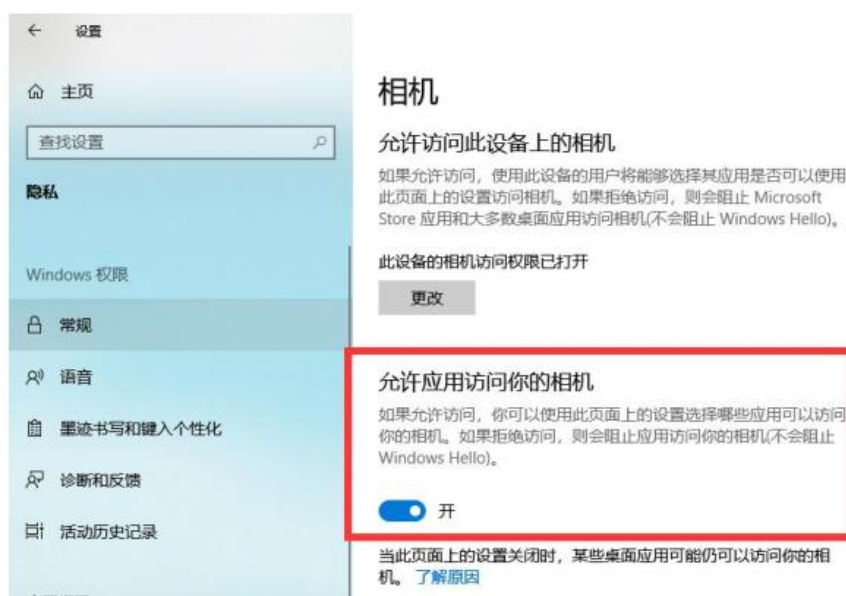 设置
主页
查找设置
隐私
Windows 权限
常规
语音
墨迹书写和键入个性化
诊断和反馈
活动历史记录
相机
允许访问此设备上的相机
如果允许访问，使用此设备的用户将能够选择其应用是否可以使用
此页面上的设置访问相机。如果拒绝访问，则会阻止 Microsoft
Store 应用和大多数桌面应用访问相机(不会阻止 Windows Hello)。
此设备的相机访问权限已打开
更改
允许应用访问你的相机
如果允许访问，你可以使用此页面上的设置选择哪些应用可以访问
你的相机。如果拒绝访问，则会阻止应用访问你的相机(不会阻止
Windows Hello)。
开
当此页面上的设置关闭时，某些桌面应用可能仍可以访问你的相
机。 了解原因